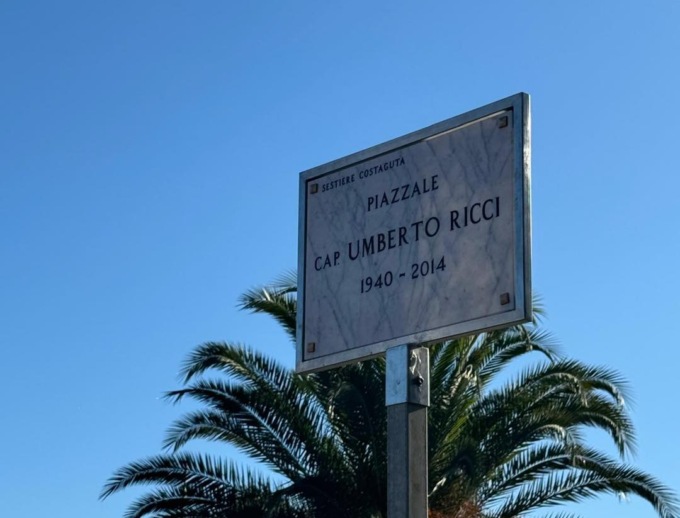 SESTIERE COSTAGUTA
PIAZZALE
CAP. UMBERTO RICCI
1940 - 2014